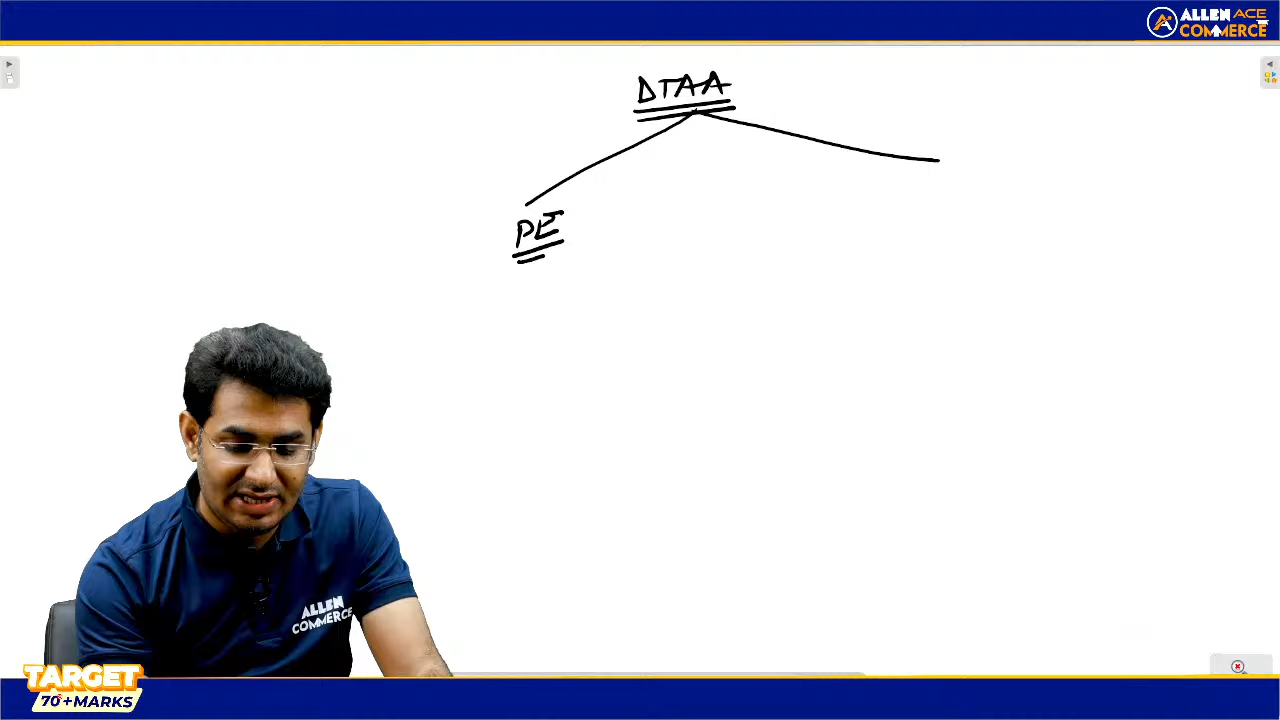 ALLEN ACE
COMMERCE
DTAA
PE
ALLEN
COMMERCE
TARGET
70+MARKS